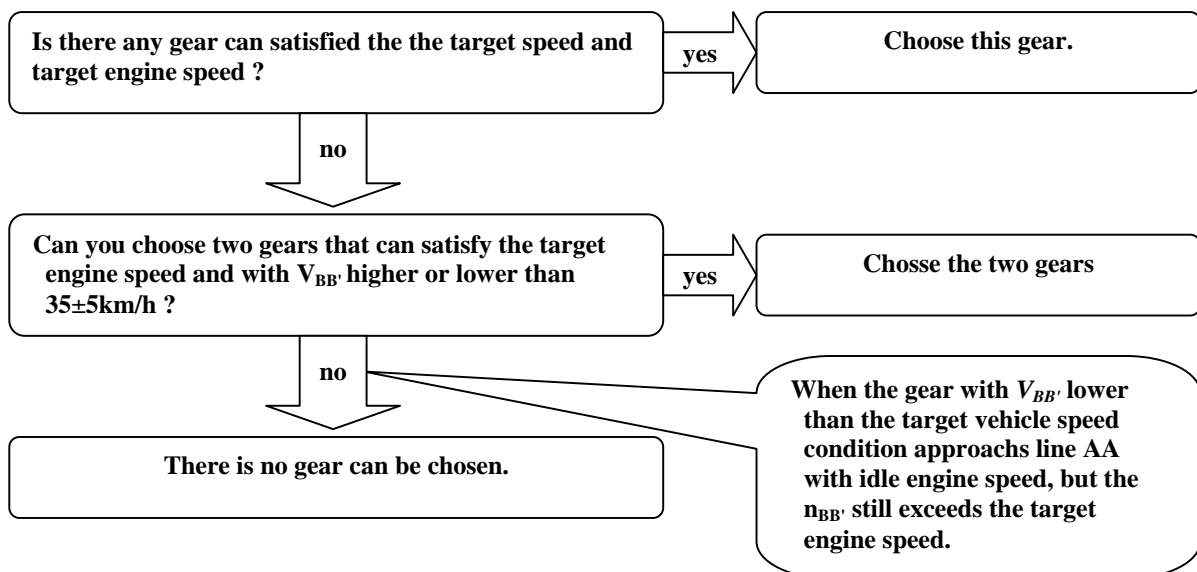 Is there any gear can satisfied the the target speed and
target engine speed ?
yes
Choose this gear.
no
Can you choose two gears that can satisfy the target
engine speed and with VBB' higher or lower than
35±5km/h ?
yes
Chosse the two gears
no
When the gear with VBB' lower
than the target vehicle speed
condition approachs line AA
with idle engine speed, but the
nBB' still exceeds the target
engine speed.
There is no gear can be chosen.